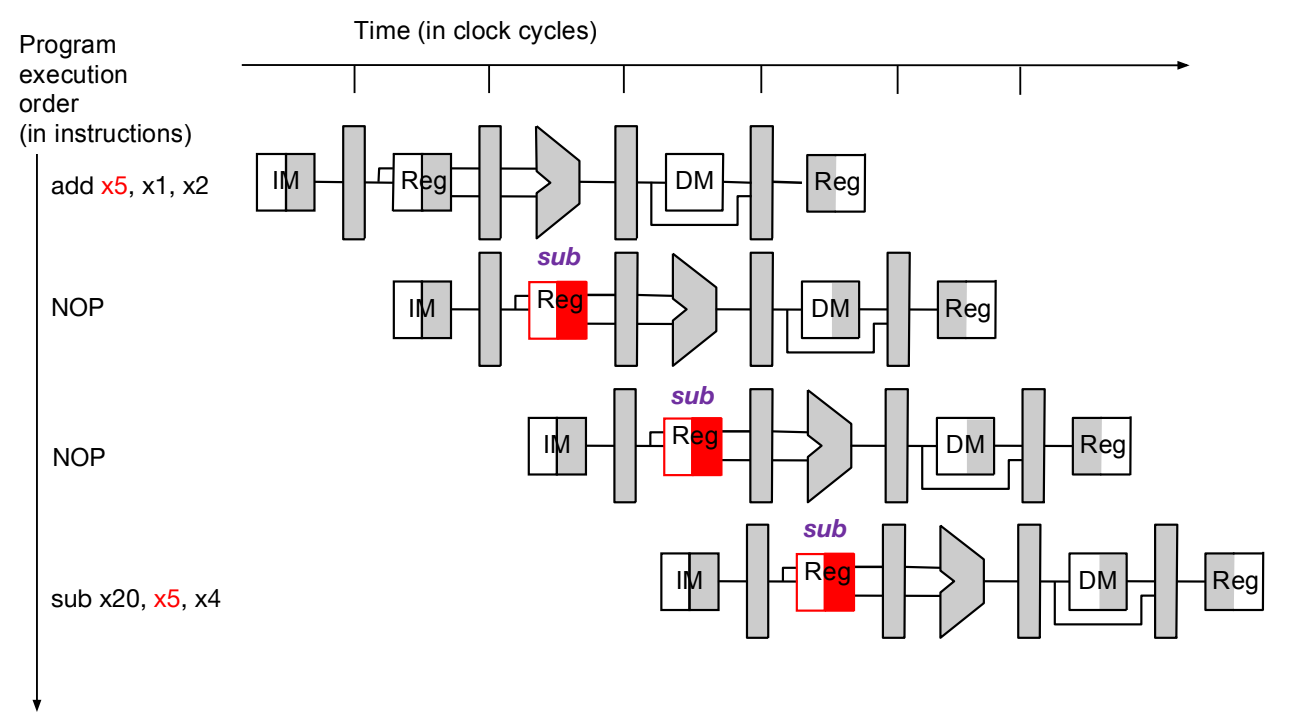 Time (in clock cycles)
Program
execution
order
(in instructions)
add x5, x1, x2
IM
Reg
DM
Reg
sub
NOP
IM
Reg
DM
Reg
sub
NOP
IM
Reg
DM
Reg
sub
sub x20, x5, x4
IM
Reg
DM
Reg